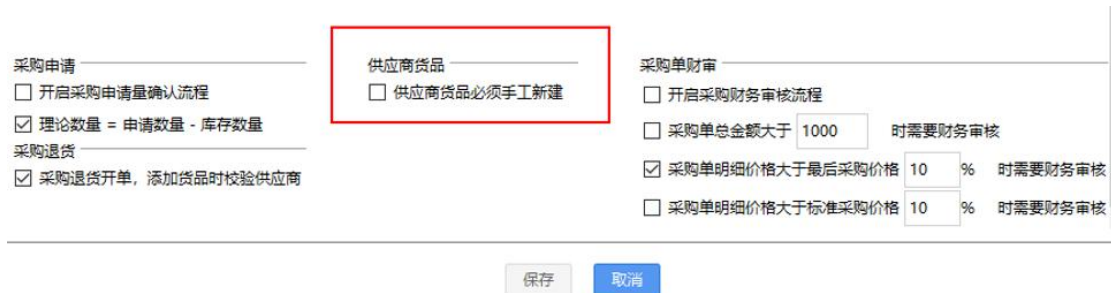 采购申请
开启采购申请量确认流程
理论数量 = 申请数量 - 库存数量
采购退货
采购退货开单，添加货品时校验供应商
供应商货品
供应商货品必须手工新建
采购单财审
开启采购财务审核流程
采购单总金额大于 1000 时需要财务审核
采购单明细价格大于最后采购价格 10 % 时需要财务审核
采购单明细价格大于标准采购价格 10 % 时需要财务审核
保存 取消